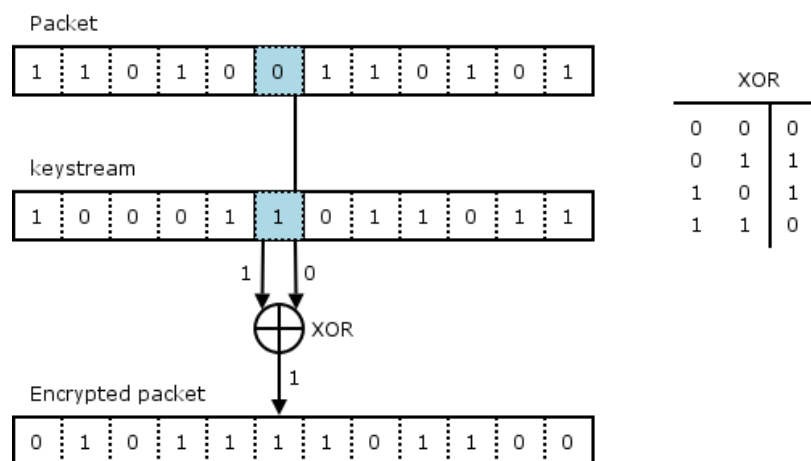 Packet
1 1 0 1 0 0 1 1 0 1 0 1
XOR
0 0 0
0 1 1
1 0 1
1 1 0
keystream
1 0 0 0 1 1 0 1 1 0 1 1
1 0
XOR
1
Encrypted packet
0 1 0 1 1 1 1 0 1 1 0 0